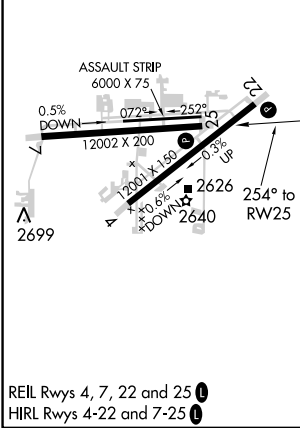 ASSAULT STRIP
6000 X 75
22
0.5%
DOWN
072°
252°
25
P
P
7
12002 X 200
12001 X 150
0.3%
UP
0.6%
DOWN
4
2626
2640
254° to
RW25
2699
REIL Rwys 4, 7, 22 and 25 L
HIRL Rwys 4-22 and 7-25 L